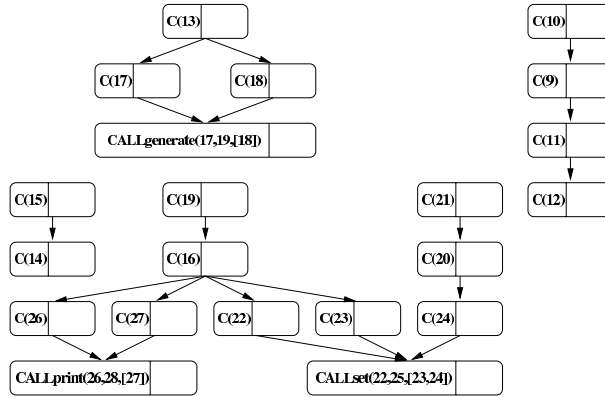 C(13)
C(10)
C(17)
C(18)
C(9)
CALLgenerate(17,19,[18])
C(11)
C(15)
C(19)
C(21)
C(12)
C(14)
C(16)
C(20)
C(26)
C(27)
C(22)
C(23)
C(24)
CALLprint(26,28,[27])
CALLset(22,25,[23,24])